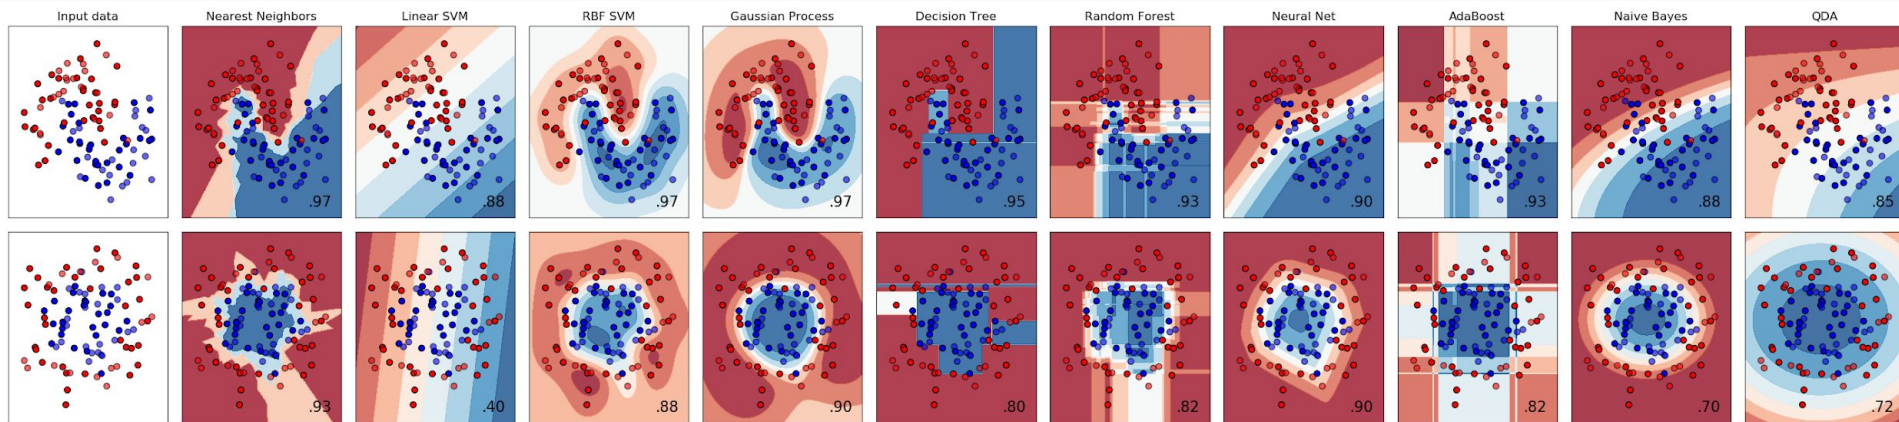 Input data
Nearest Neighbors
Linear SVM
RBF SVM
Gaussian Process
Decision Tree
Random Forest
Neural Net
AdaBoost
Naive Bayes
QDA
.97
.88
.97
.97
.95
.93
.90
.93
.88
.85
.93
.40
.88
.90
.80
.82
.90
.82
.70
.72